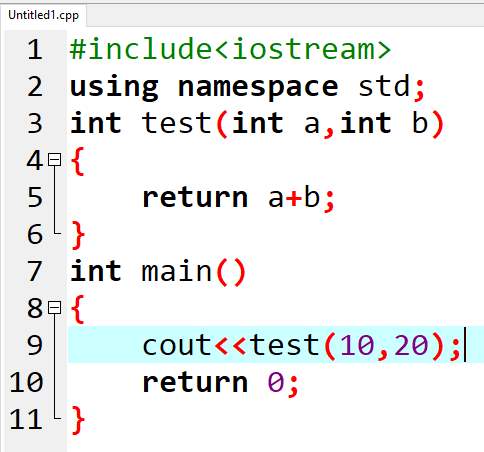 Untitled1.cpp
1 #include<iostream>
2 using namespace std;
3 int test(int a,int b)
4 {
5     return a+b;
6 }
7 int main()
8 {
9     cout<<test(10,20);
10     return 0;
11 }